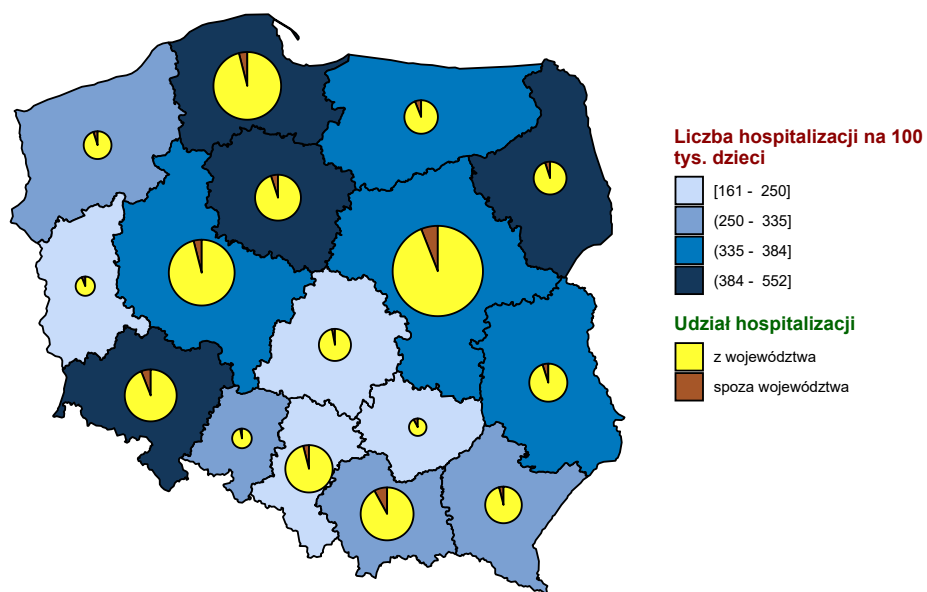 Liczba hospitalizacji na 100
tys. dzieci
[161 - 250]
(250 - 335]
(335 - 384]
(384 - 552]
Udział hospitalizacji
z województwa
spoza województwa